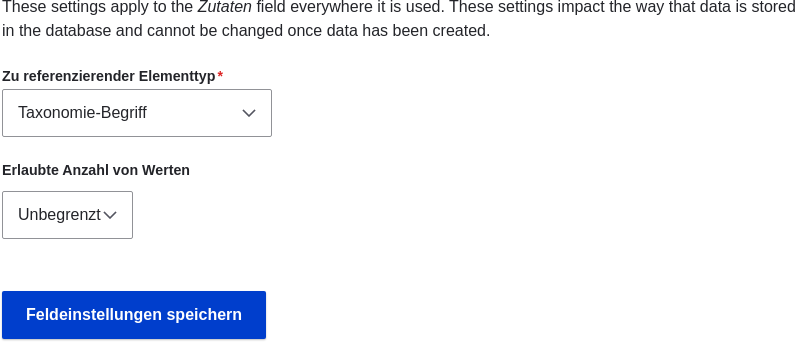 These settings apply to the Zutaten field everywhere it is used. These settings impact the way that data is stored
in the database and cannot be changed once data has been created.
Zu referenzierender Elementtyp*
Taxonomie-Begriff
Erlaubte Anzahl von Werten
Unbegrenzt
Feldeinstellungen speichern